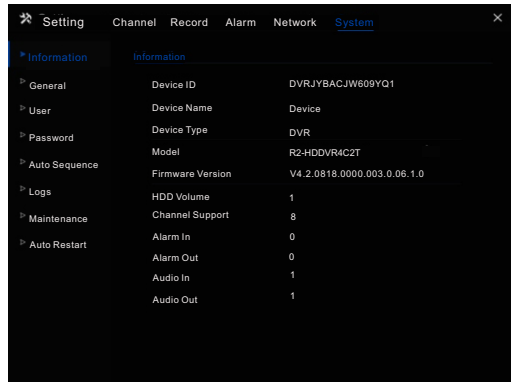 Setting Channel Record Alarm Network System
Information Information
General Device ID DVRJYBACJW609YQ1
User Device Name Device
Password Device Type DVR
Auto Sequence Model R2-HDDVR4C2T
Logs Firmware Version V4.2.0818.0000.003.0.06.1.0
Maintenance HDD Volume 1
Auto Restart Channel Support 8
Alarm In 0
Alarm Out 0
Audio In 1
Audio Out 1